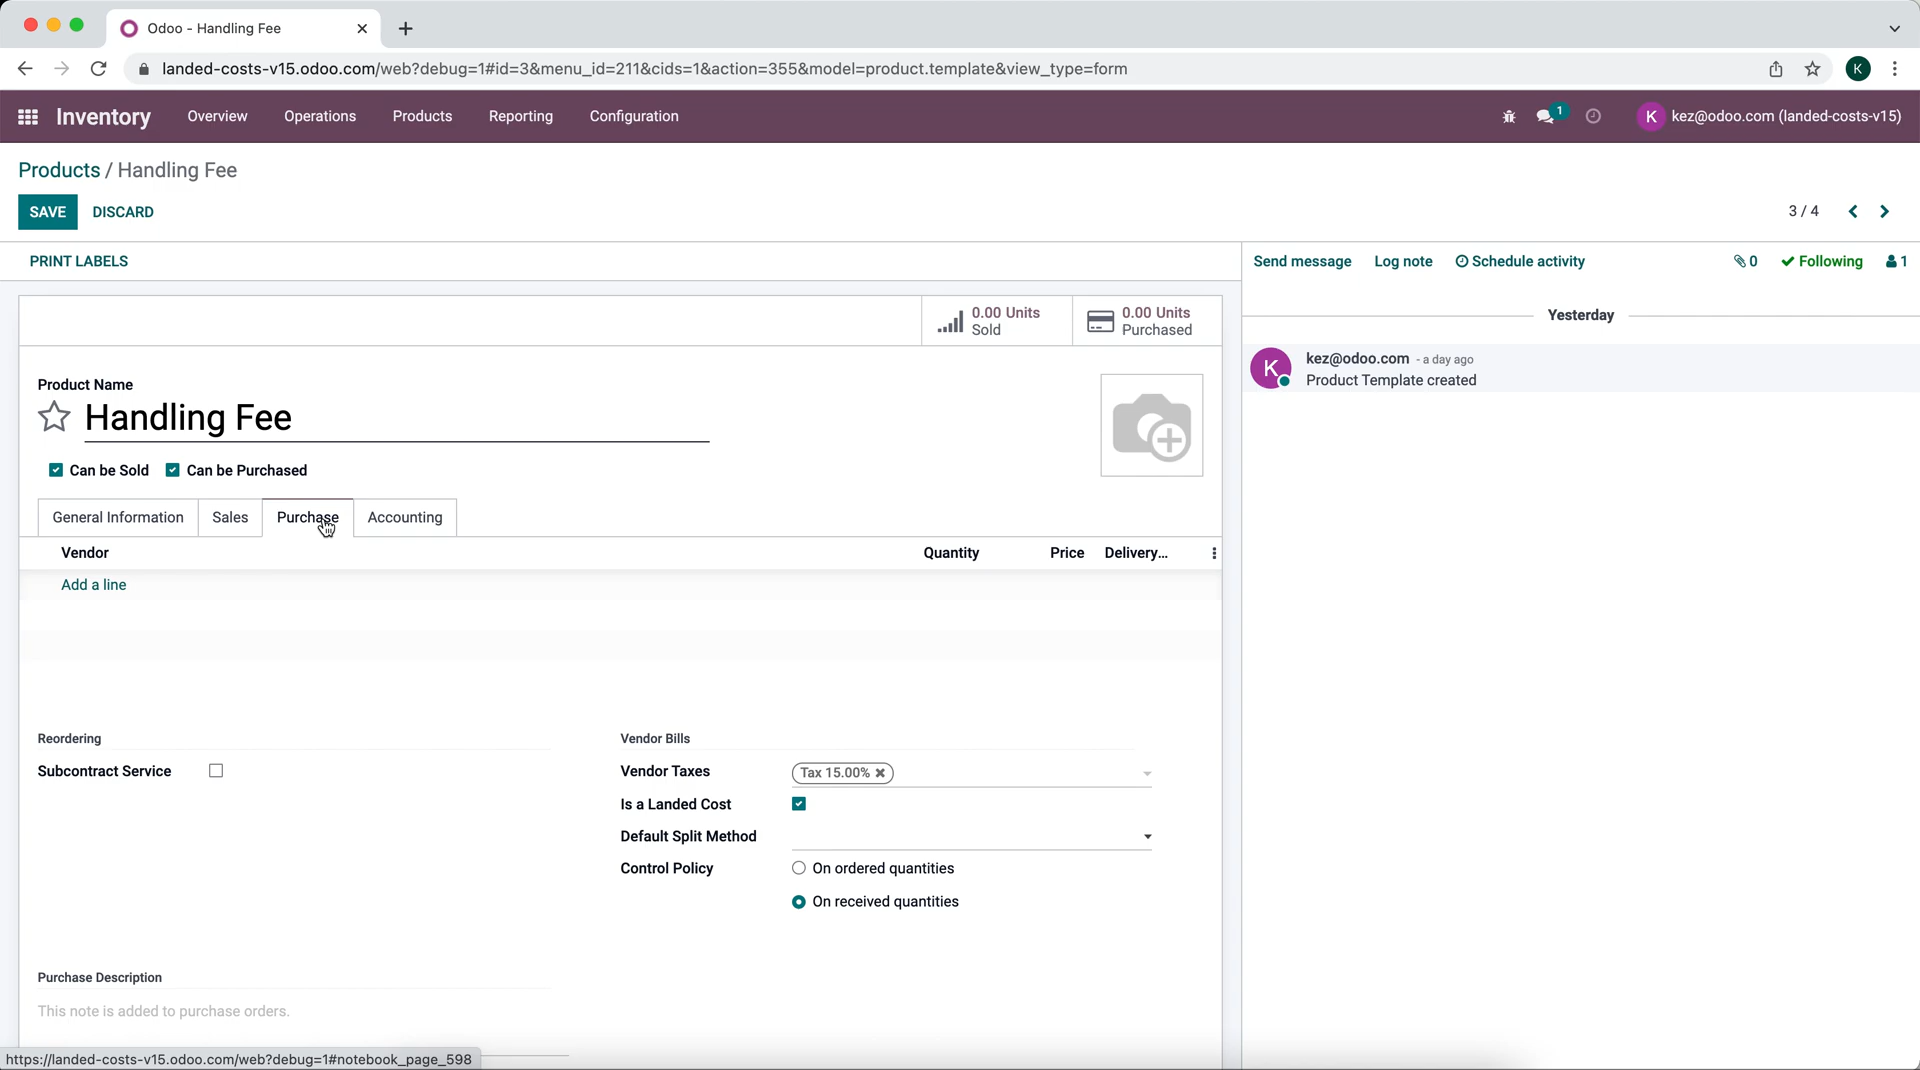 Odoo - Handling Fee
landed-costs-v15.odoo.com/web?debug=1#id=3&menu_id=211&cids=1&action=355&model=product.template&view_type=form
K
Inventory Overview Operations Products Reporting Configuration
1
K kez@odoo.com (landed-costs-v15)
Products / Handling Fee
SAVE DISCARD
3 / 4
PRINT LABELS
Send message Log note Schedule activity 0 Following 1
0.00 Units
Sold
0.00 Units
Purchased
Yesterday
K
kez@odoo.com - a day ago
Product Template created
Product Name
Handling Fee
Can be Sold Can be Purchased
General Information Sales Purchase Accounting
Vendor Quantity Price Delivery...
Add a line
Reordering
Subcontract Service
Vendor Bills
Vendor Taxes Tax 15.00%
Is a Landed Cost
Default Split Method
Control Policy On ordered quantities
On received quantities
Purchase Description
This note is added to purchase orders.
https://landed-costs-v15.odoo.com/web?debug=1#notebook_page_598